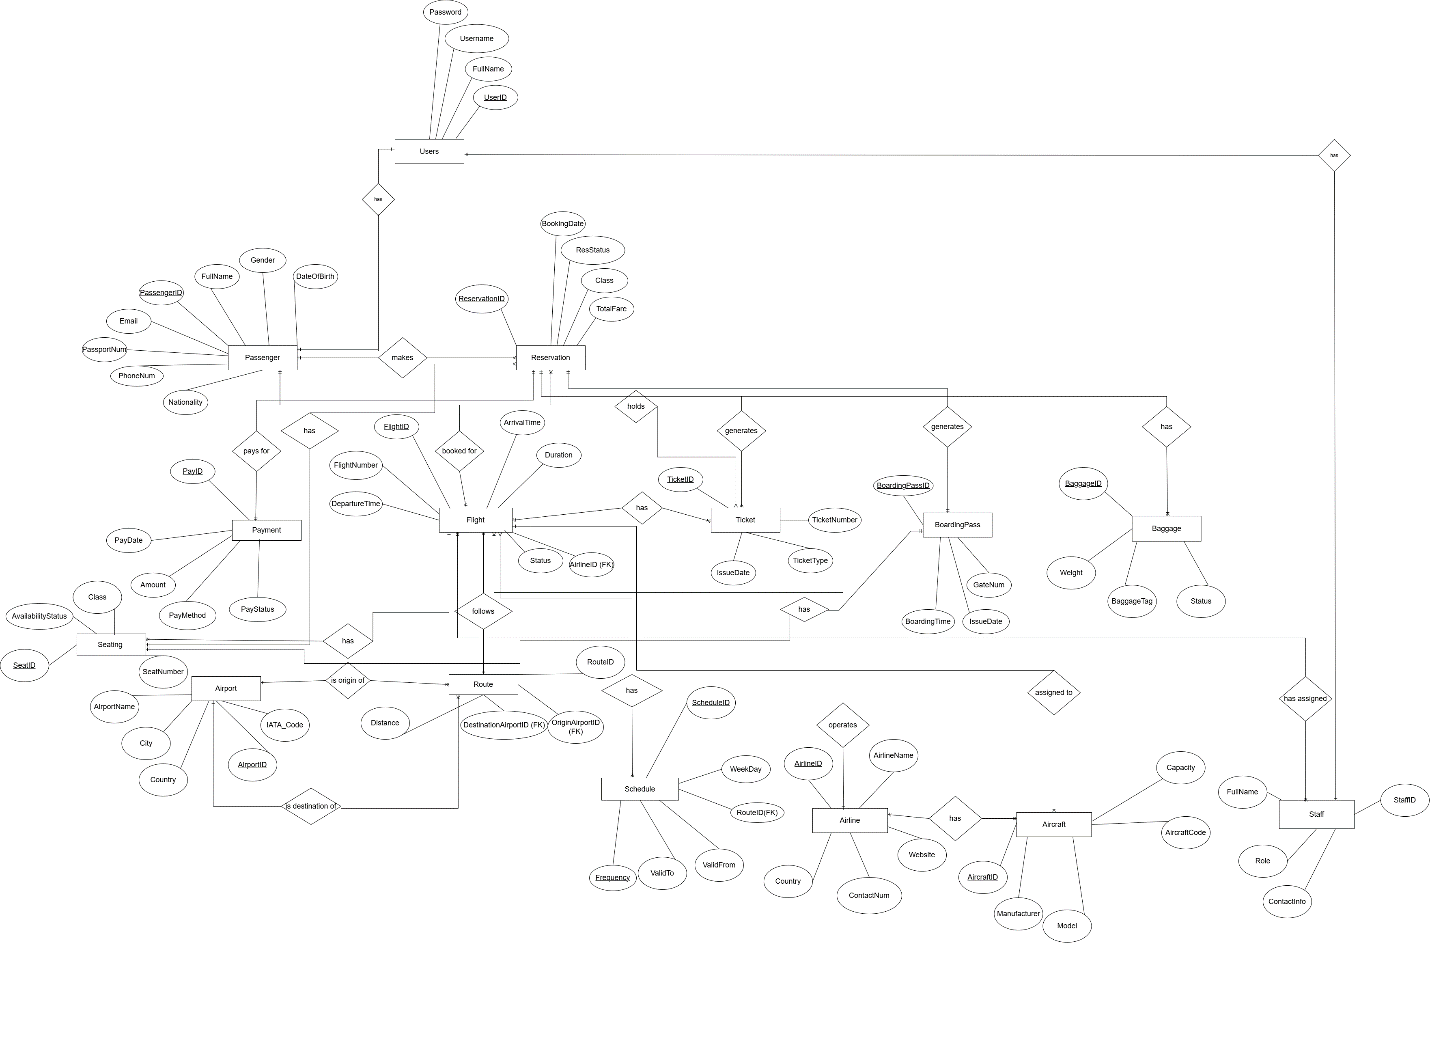 Password
Username
FullName
UserID
Users
has
has
BookingDate
ResStatus
Class
TotalFare
ReservationID
Reservation
Gender
FullName
DateOfBirth
PassengerID
Email
PassportNum
PhoneNum
Nationality
Passenger
makes
holds
generates
generates
has
pays for
has
booked for
FlightID
ArrivalTime
FlightNumber
Duration
DepartureTime
Flight
Status
AirlineID (FK)
has
TicketID
Ticket
TicketNumber
IssueDate
TicketType
BoardingPassID
BoardingPass
GateNum
BoardingTime
IssueDate
BaggageID
Baggage
Weight
BaggageTag
Status
PayID
Payment
PayDate
Amount
PayMethod
PayStatus
Class
AvailabilityStatus
Seating
SeatID
SeatNumber
has
follows
has
is origin of
Airport
AirportName
City
Country
AirportID
IATA_Code
is destination of
Route
RouteID
Distance
DestinationAirportID (FK)
OriginAirportID
(FK)
has
ScheduleID
Schedule
WeekDay
RouteID(FK)
Frequency
ValidTo
ValidFrom
operates
AirlineID
AirlineName
Airline
Country
ContactNum
Website
has
assigned to
Aircraft
Capacity
AircraftCode
AircraftID
Manufacturer
Model
has assigned
FullName
StaffID
Staff
Role
ContactInfo